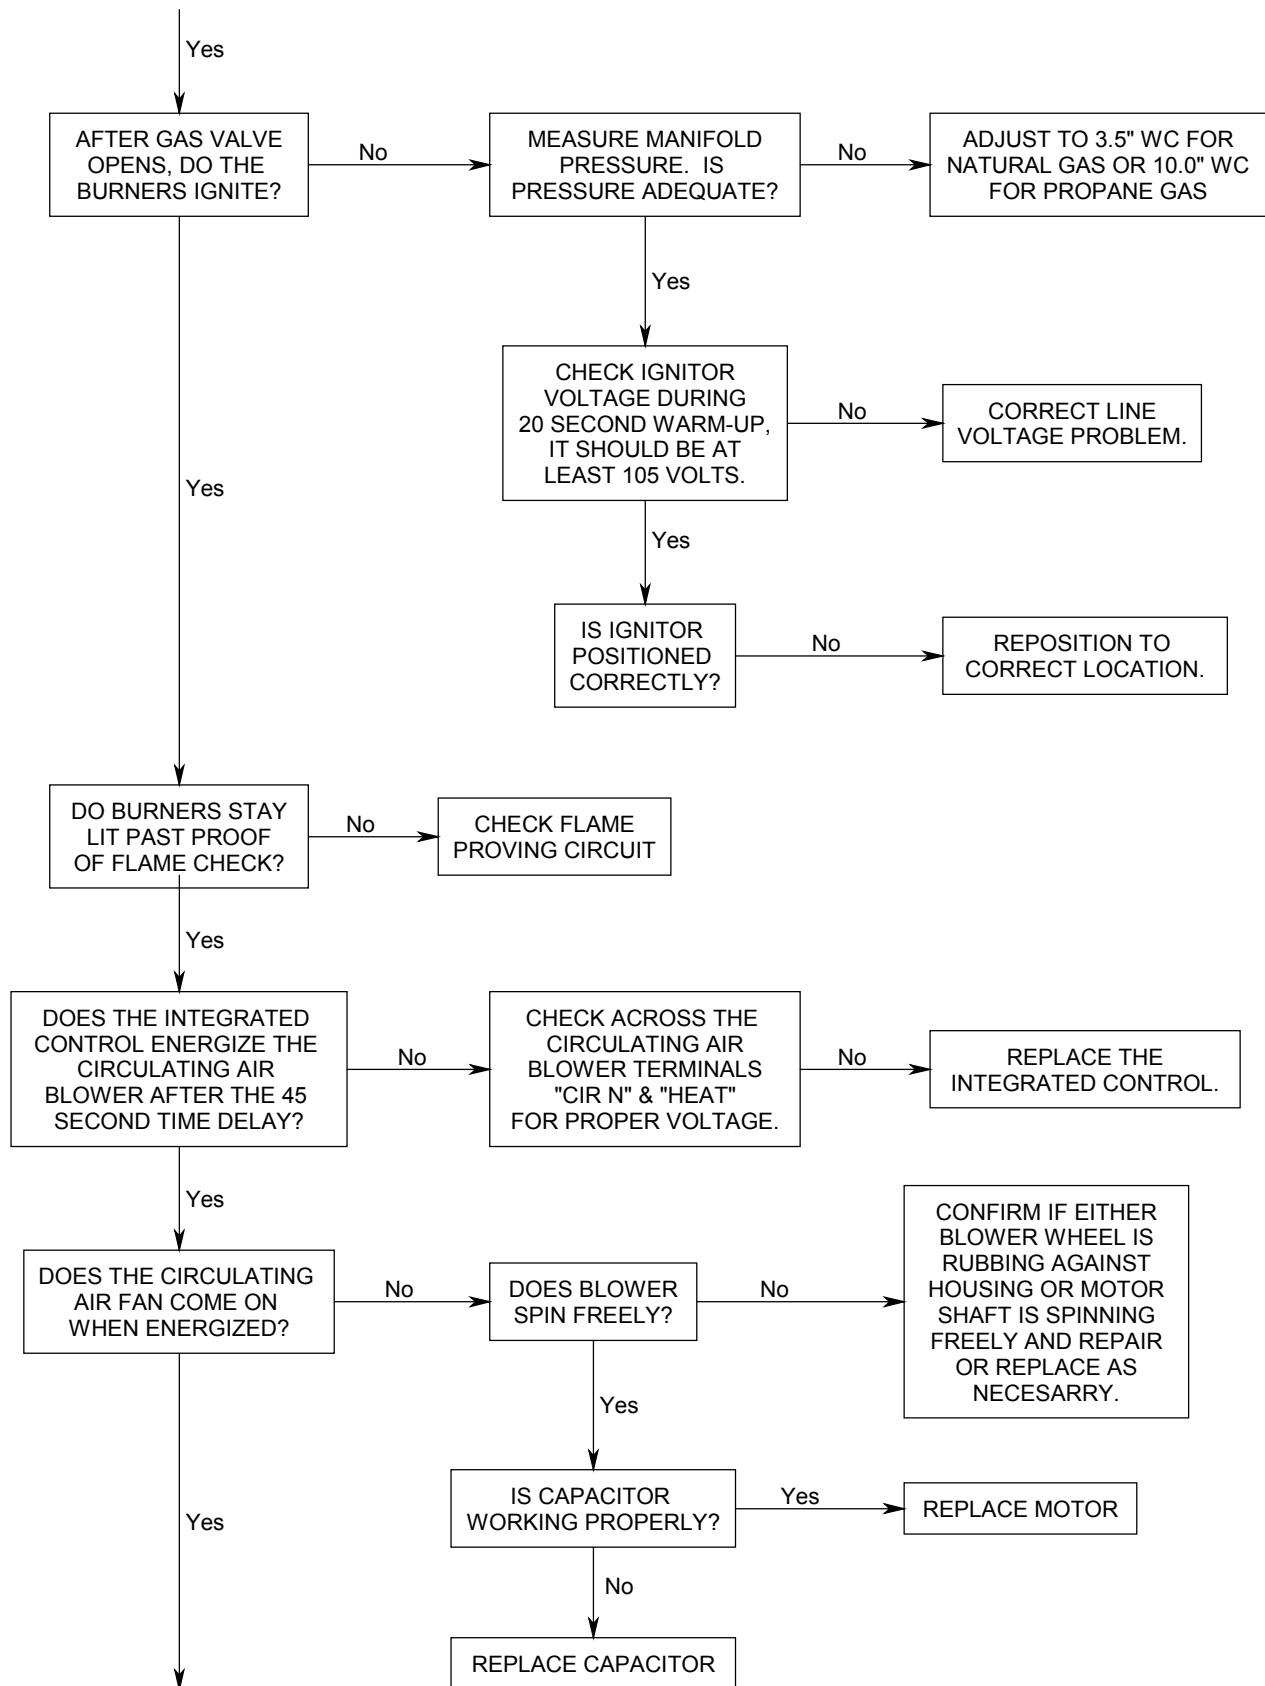 Yes
AFTER GAS VALVE
OPENS, DO THE
BURNERS IGNITE?
No
MEASURE MANIFOLD
PRESSURE.  IS
PRESSURE ADEQUATE?
No
ADJUST TO 3.5" WC FOR
NATURAL GAS OR 10.0" WC
FOR PROPANE GAS
Yes
CHECK IGNITOR
VOLTAGE DURING
20 SECOND WARM-UP,
IT SHOULD BE AT
LEAST 105 VOLTS.
No
CORRECT LINE
VOLTAGE PROBLEM.
Yes
Yes
IS IGNITOR
POSITIONED
CORRECTLY?
No
REPOSITION TO
CORRECT LOCATION.
DO BURNERS STAY
LIT PAST PROOF
OF FLAME CHECK?
No
CHECK FLAME
PROVING CIRCUIT
Yes
DOES THE INTEGRATED
CONTROL ENERGIZE THE
CIRCULATING AIR
BLOWER AFTER THE 45
SECOND TIME DELAY?
No
CHECK ACROSS THE
CIRCULATING AIR
BLOWER TERMINALS
"CIR N" & "HEAT"
FOR PROPER VOLTAGE.
No
REPLACE THE
INTEGRATED CONTROL.
Yes
DOES THE CIRCULATING
AIR FAN COME ON
WHEN ENERGIZED?
No
DOES BLOWER
SPIN FREELY?
No
CONFIRM IF EITHER
BLOWER WHEEL IS
RUBBING AGAINST
HOUSING OR MOTOR
SHAFT IS SPINNING
FREELY AND REPAIR
OR REPLACE AS
NECESARRY.
Yes
IS CAPACITOR
WORKING PROPERLY?
Yes
REPLACE MOTOR
Yes
No
REPLACE CAPACITOR